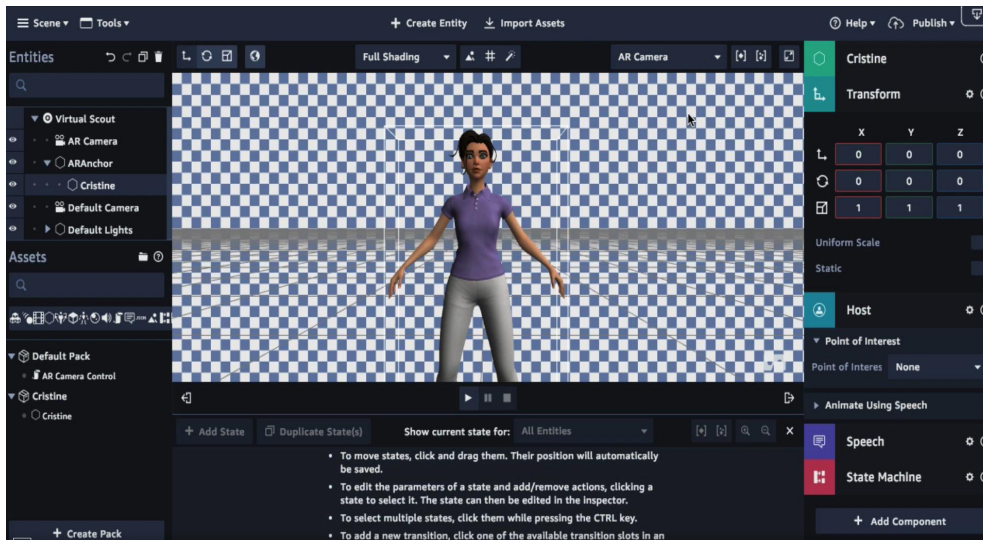 Scene
Tools
Create Entity
Import Assets
Help
Publish
Entities
Full Shading
AR Camera
Cristine
Transform
Virtual Scout
AR Camera
ARAnchor
Cristine
Default Camera
Default Lights
X Y Z
0 0 0
0 0 0
1 1 1
Uniform Scale
Static
Assets
Host
Point of Interest
Point of Interes None
Animate Using Speech
Speech
State Machine
+ Add Component
Default Pack
AR Camera Control
Cristine
Cristine
+ Create Pack
+ Add State
Duplicate State(s)
Show current state for: All Entities
• To move states, click and drag them. Their position will automatically
be saved.
• To edit the parameters of a state and add/remove actions, clicking a
state to select it. The state can then be edited in the inspector.
• To select multiple states, click them while pressing the CTRL key.
• To add a new transition, click one of the available transition slots in an